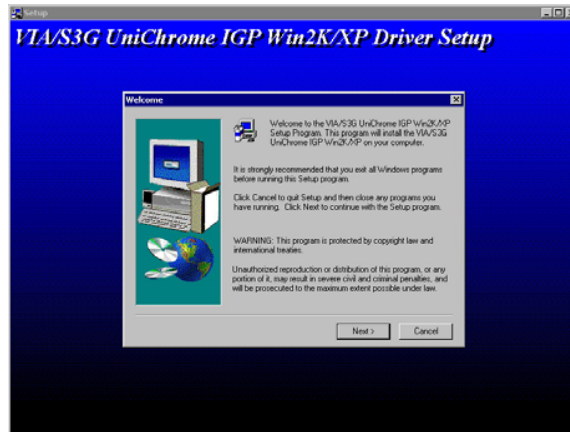 Setup
VIA/S3G UniChrome IGP Win2K/XP Driver Setup
Welcome
Welcome to the VIA/S3G UniChrome IGP Win2K/XP
Setup Program. This program will install the VIA/S3G
UniChrome IGP Win2K/XP on your computer.
It is strongly recommended that you exit all Windows programs
before running this Setup program.
Click Cancel to quit Setup and then close any programs you
have running. Click Next to continue with the Setup program.
WARNING: This program is protected by copyright law and
international treaties.
Unauthorized reproduction or distribution of this program, or any
portion of it, may result in severe civil and criminal penalties, and
will be prosecuted to the maximum extent possible under law.
Next >
Cancel